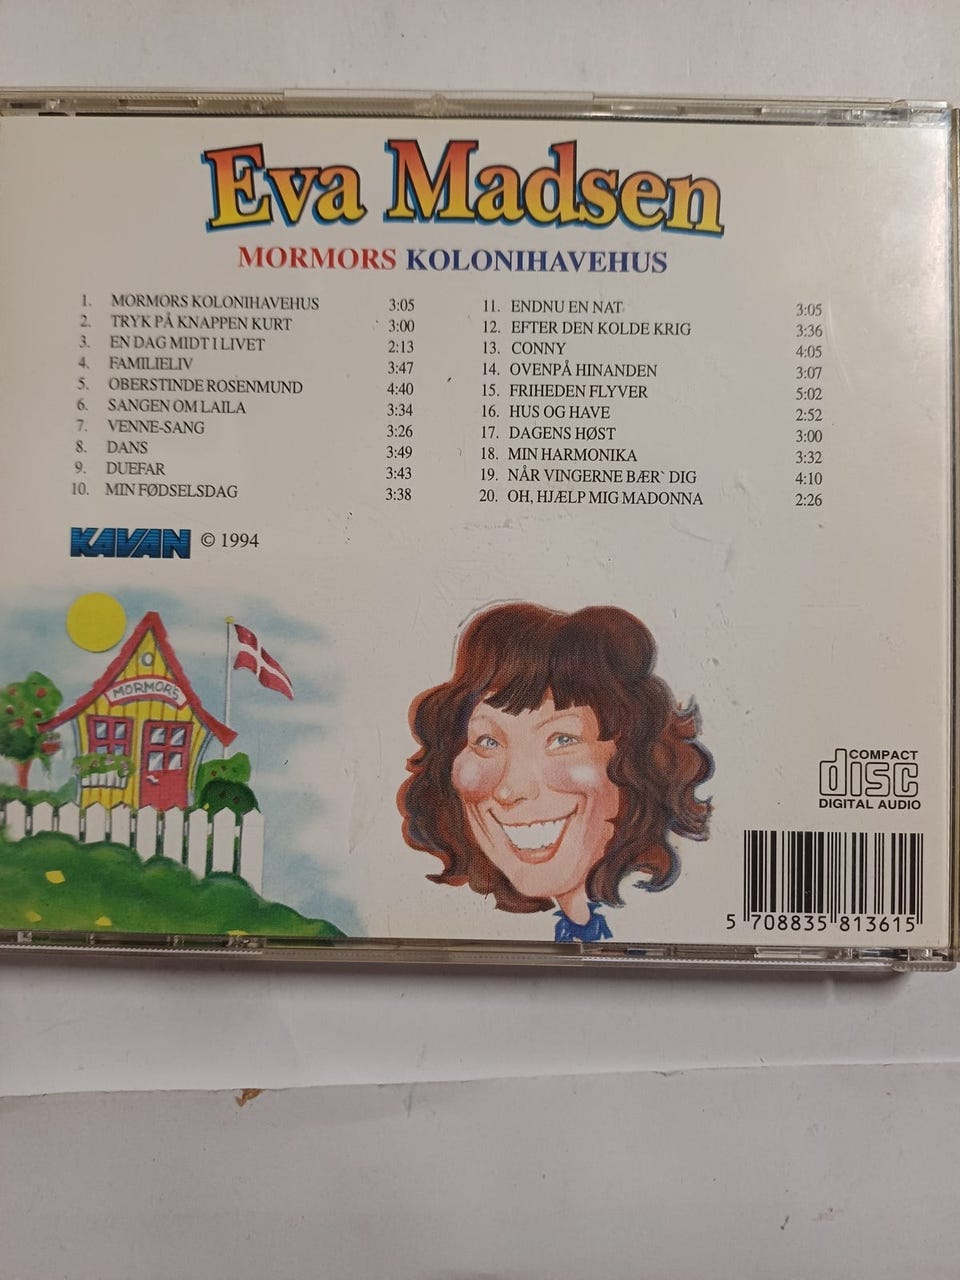 Eva Madsen
MORMORS KOLONIHAVEHUS
1. MORMORS KOLONIHAVEHUS 3:05
2. TRYK PÅ KNAPPEN KURT 3:00
3. EN DAG MIDT I LIVET 2:13
4. FAMILIELIV 3:47
5. OBERSTINDE ROSENMUND 4:40
6. SANGEN OM LAILA 3:34
7. VENNE-SANG 3:26
8. DANS 3:49
9. DUEFAR 3:43
10. MIN FØDSELSDAG 3:38
11. ENDNU EN NAT 3:05
12. EFTER DEN KOLDE KRIG 3:36
13. CONNY 4:05
14. OVENPÅ HINANDEN 3:07
15. FRIHEDEN FLYVER 5:02
16. HUS OG HAVE 2:52
17. DAGENS HØST 3:00
18. MIN HARMONIKA 3:32
19. NÅR VINGERNE BÆR` DIG 4:10
20. OH, HJÆLP MIG MADONNA 2:26
KAVAN © 1994
MORMORS
COMPACT
disc
DIGITAL AUDIO
5 708835 813615